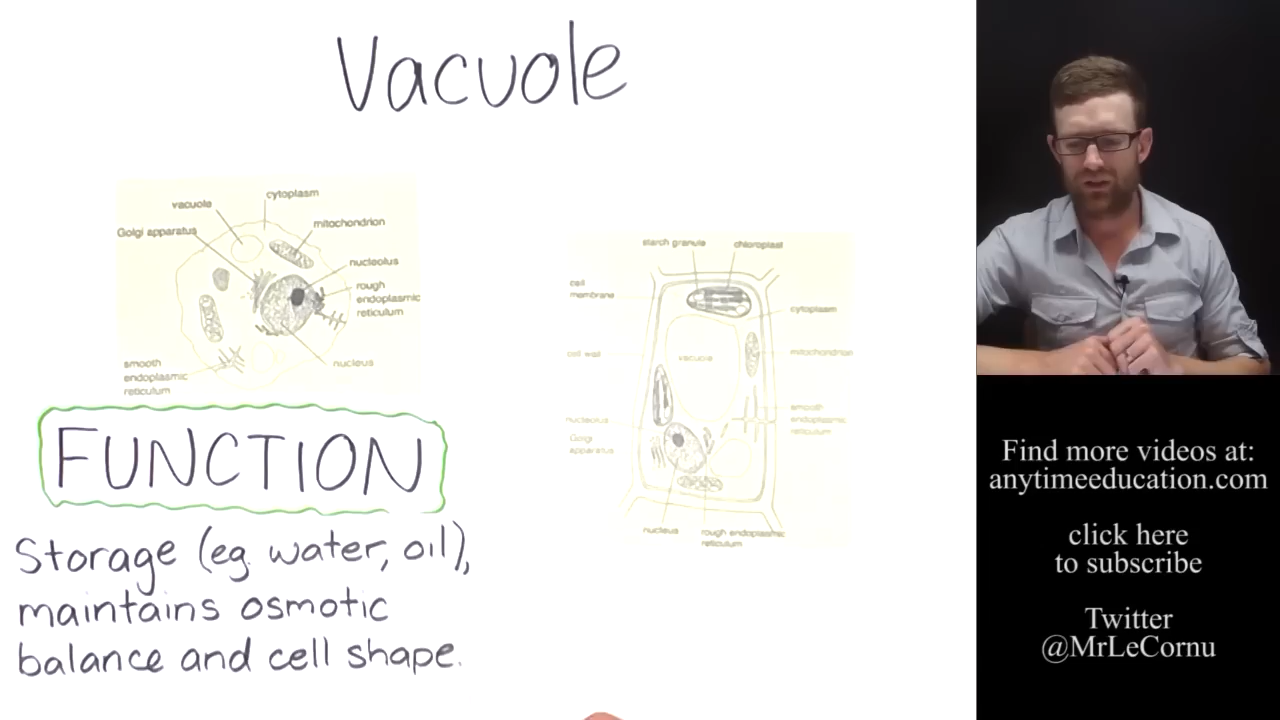 Vacuole
cytoplasm
vacuole
mitochondrion
Golgi apparatus
nucleolus
rough
endoplasmic
reticulum
nucleus
smooth
endoplasmic
reticulum
starch granule
chloroplast
cell
membrane
cytoplasm
cell wall
vacuole
mitochondrion
smooth
endoplasmic
reticulum
nucleolus
Golgi
apparatus
nucleus
rough endoplasmic
reticulum
FUNCTION
Storage (eg. water, oil),
maintains osmotic
balance and cell shape.
Find more videos at:
anytimeeducation.com
click here
to subscribe
Twitter
@MrLeCornu